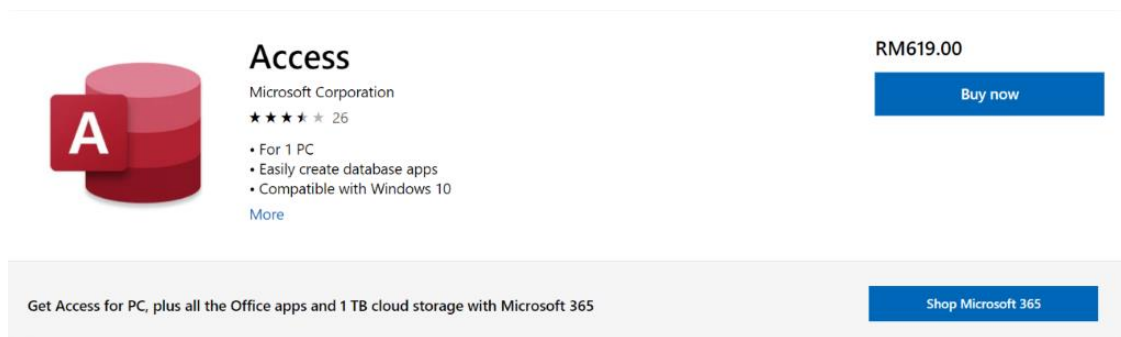 A
Access
Microsoft Corporation
26
• For 1 PC
• Easily create database apps
• Compatible with Windows 10
More
RM619.00
Buy now
Get Access for PC, plus all the Office apps and 1 TB cloud storage with Microsoft 365
Shop Microsoft 365